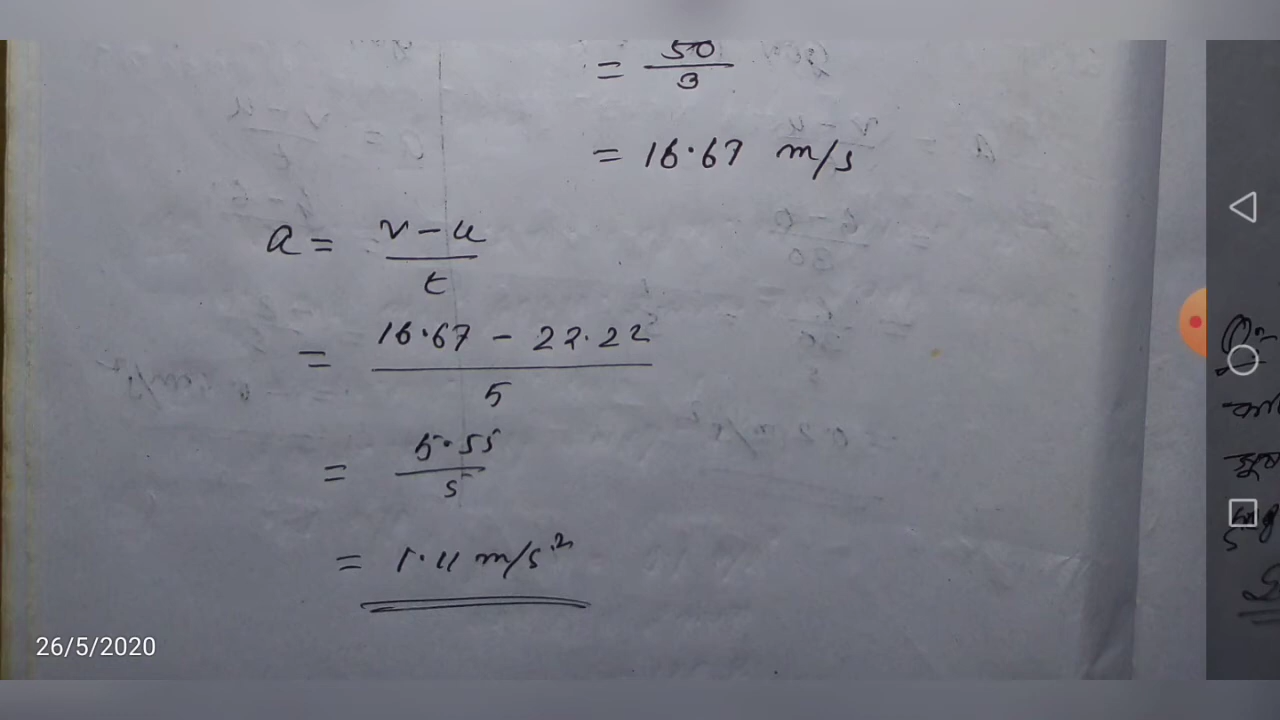 = 50/3
= 16.67 m/s
a = v - u / t
= 16.67 - 22.22 / 5
= 5.55 / 5
= 1.11 m/s²
26/5/2020